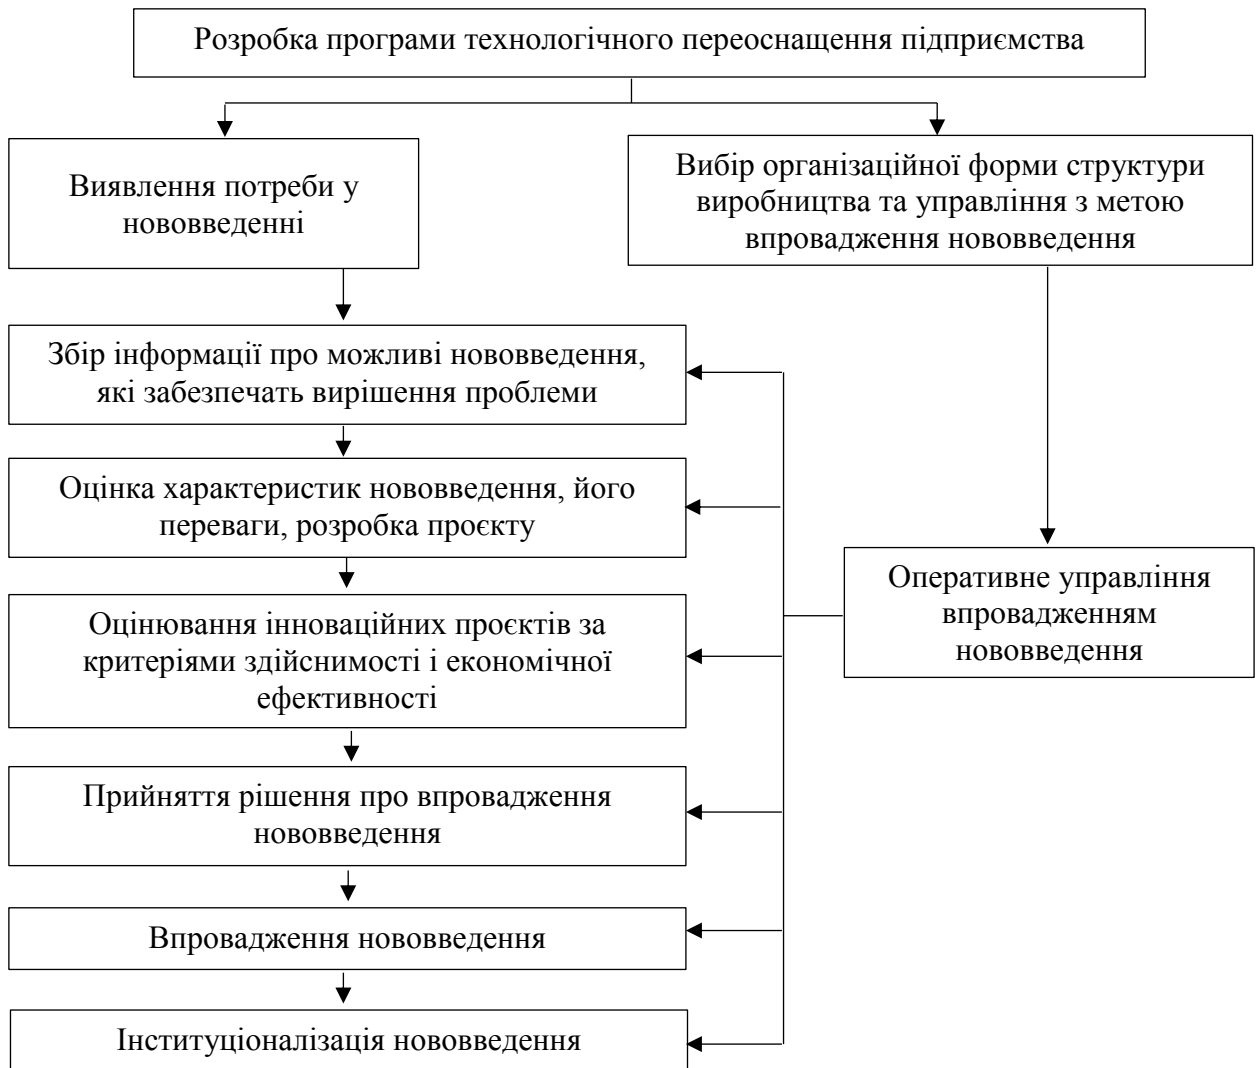 Розробка програми технологічного переоснащення підприємства
Виявлення потреби у
нововведенні
Вибір організаційної форми структури
виробництва та управління з метою
впровадження нововведення
Збір інформації про можливі нововведення,
які забезпечать вирішення проблеми
Оцінка характеристик нововведення, його
переваги, розробка проєкту
Оперативне управління
впровадженням
нововведення
Оцінювання інноваційних проєктів за
критеріями здійснимості і економічної
ефективності
Прийняття рішення про впровадження
нововведення
Впровадження нововведення
Інституціоналізація нововведення